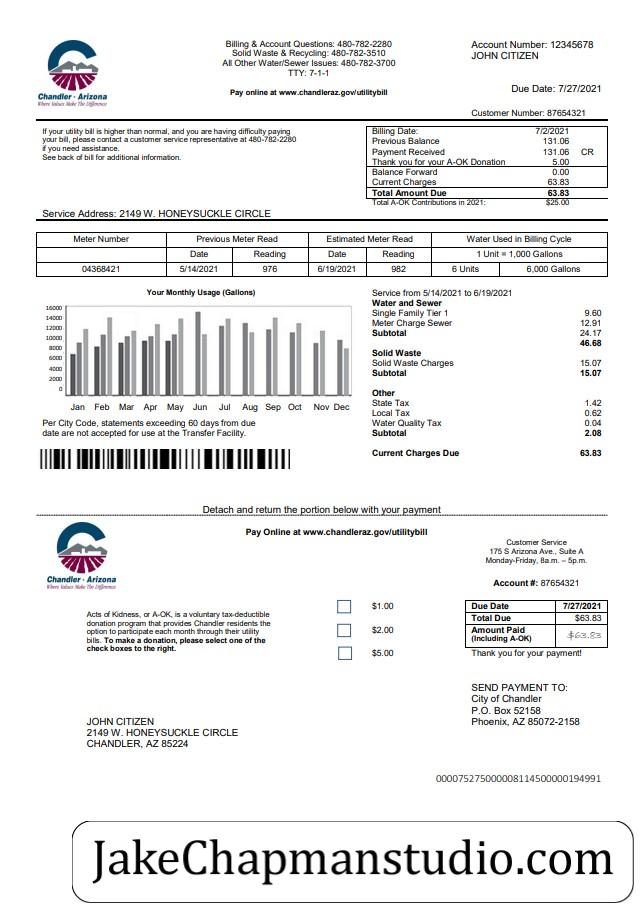 Billing & Account Questions: 480-782-2280
Solid Waste & Recycling: 480-782-3510
All Other Water/Sewer Issues: 480-782-3700
TTY: 7-1-1
Pay online at www.chandleraz.gov/utilitybill
Account Number: 12345678
JOHN CITIZEN
Due Date: 7/27/2021
Customer Number: 87654321
Chandler · Arizona
Where Values Make The Difference
If your utility bill is higher than normal, and you are having difficulty paying
your bill, please contact a customer service representative at 480-782-2280
if you need assistance.
See back of bill for additional information.
Billing Date: 7/2/2021
Previous Balance 131.06
Payment Received 131.06 CR
Thank you for your A-OK Donation 5.00
Balance Forward 0.00
Current Charges 63.83
Total Amount Due 63.83
Total A-OK Contributions in 2021: $25.00
Service Address: 2149 W. HONEYSUCKLE CIRCLE
Meter Number Previous Meter Read Estimated Meter Read Water Used in Billing Cycle
Date Reading Date Reading 1 Unit = 1,000 Gallons
04368421 5/14/2021 976 6/19/2021 982 6 Units 6,000 Gallons
Your Monthly Usage (Gallons)
16000
14000
12000
10000
8000
6000
4000
2000
0
Jan Feb Mar Apr May Jun Jul Aug Sep Oct Nov Dec
Per City Code, statements exceeding 60 days from due
date are not accepted for use at the Transfer Facility.
Service from 5/14/2021 to 6/19/2021
Water and Sewer
Single Family Tier 1 9.60
Meter Charge Sewer 12.91
Subtotal 24.17
46.68
Solid Waste
Solid Waste Charges 15.07
Subtotal 15.07
Other
State Tax 1.42
Local Tax 0.62
Water Quality Tax 0.04
Subtotal 2.08
Current Charges Due 63.83
Detach and return the portion below with your payment
Chandler · Arizona
Where Values Make The Difference
Pay Online at www.chandleraz.gov/utilitybill
Customer Service
175 S Arizona Ave., Suite A
Monday-Friday, 8a.m. – 5p.m.
Account #: 87654321
Acts of Kidness, or A-OK, is a voluntary tax-deductible
donation program that provides Chandler residents the
option to participate each month through their utility
bills. To make a donation, please select one of the
check boxes to the right.
$1.00
$2.00
$5.00
Due Date 7/27/2021
Total Due $63.83
Amount Paid
(Including A-OK) $63.83
Thank you for your payment!
SEND PAYMENT TO:
City of Chandler
P.O. Box 52158
Phoenix, AZ 85072-2158
JOHN CITIZEN
2149 W. HONEYSUCKLE CIRCLE
CHANDLER, AZ 85224
000075275000008114500000194991
JakeChapmanstudio.com